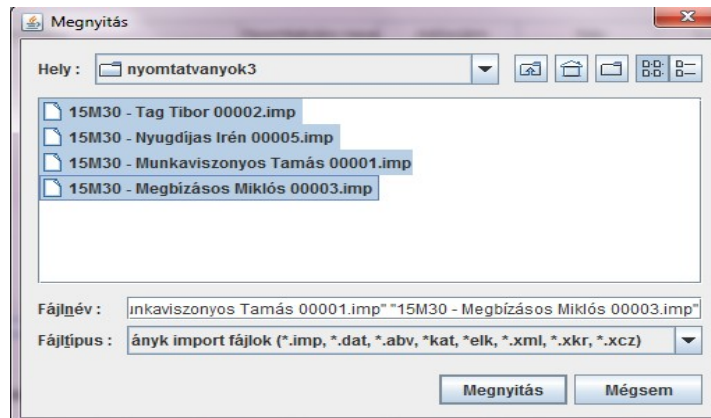 Megnyitás
Hely : nyomtatvanyok3
15M30 - Tag Tibor 00002.imp
15M30 - Nyugdíjas Irén 00005.imp
15M30 - Munkaviszonyos Tamás 00001.imp
15M30 - Megbízásos Miklós 00003.imp
Fájlnév : ınkaviszonyos Tamás 00001.imp" "15M30 - Megbízásos Miklós 00003.imp"
Fájltípus : ányk import fájlok (*.imp, *.dat, *.abv, *kat, *elk, *.xml, *.xkr, *.xcz)
Megnyitás Mégsem